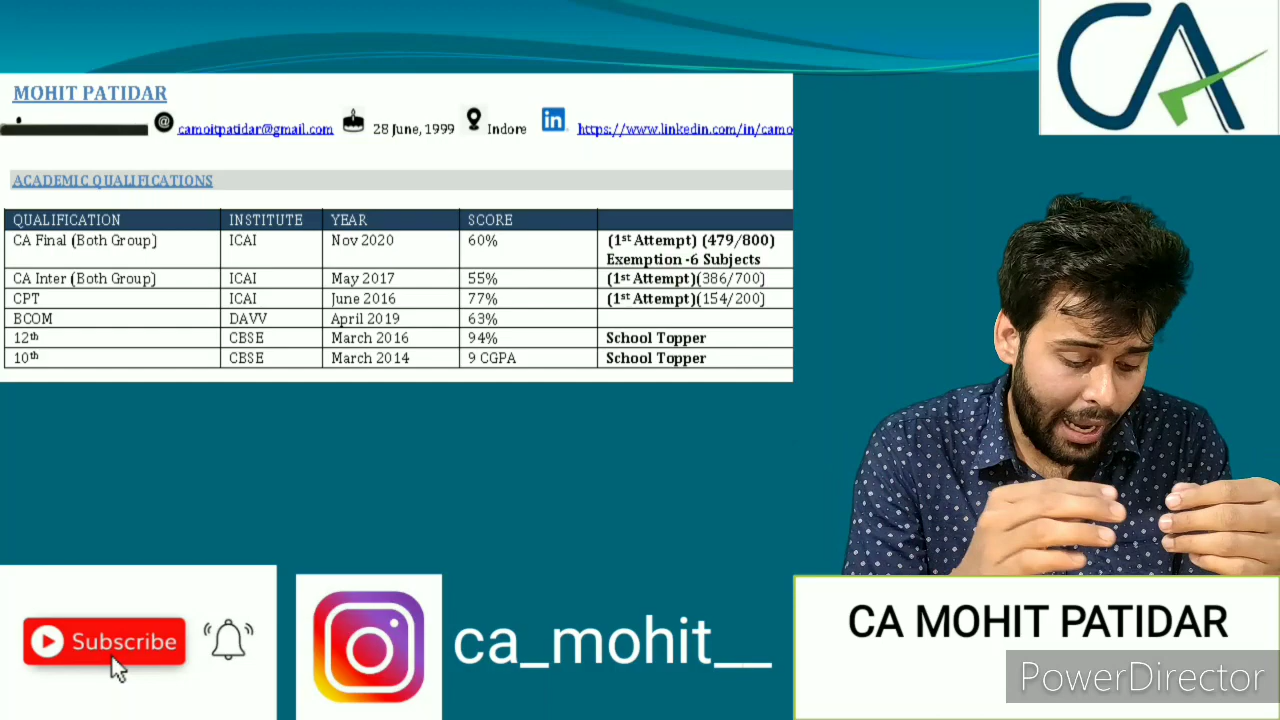 MOHIT PATIDAR
@ camoitpatidar@gmail.com 28 June, 1999 Indore in https://www.linkedin.com/in/camo
ACADEMIC QUALIFICATIONS
QUALIFICATION INSTITUTE YEAR SCORE
CA Final (Both Group) ICAI Nov 2020 60% (1st Attempt) (479/800)
Exemption -6 Subjects
CA Inter (Both Group) ICAI May 2017 55% (1st Attempt)(386/700)
CPT ICAI June 2016 77% (1st Attempt)(154/200)
BCOM DAVV April 2019 63%
12th CBSE March 2016 94% School Topper
10th CBSE March 2014 9 CGPA School Topper
CA
Subscribe
ca_mohit__
CA MOHIT PATIDAR
PowerDirector